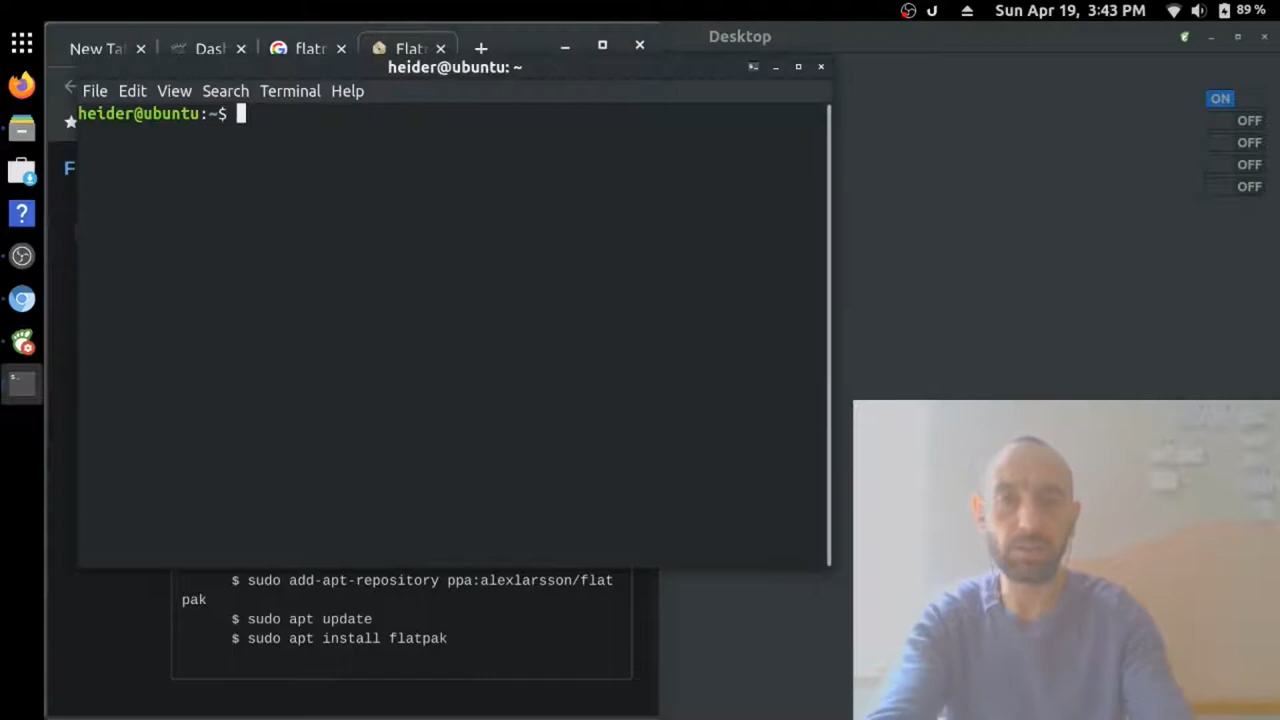 Sun Apr 19, 3:43 PM
89 %
New Ta
Das
flat
Flat
Desktop
heider@ubuntu: ~
File Edit View Search Terminal Help
heider@ubuntu:~$
F
ON
OFF
OFF
OFF
OFF
$ sudo add-apt-repository ppa:alexlarsson/flat
pak
$ sudo apt update
$ sudo apt install flatpak